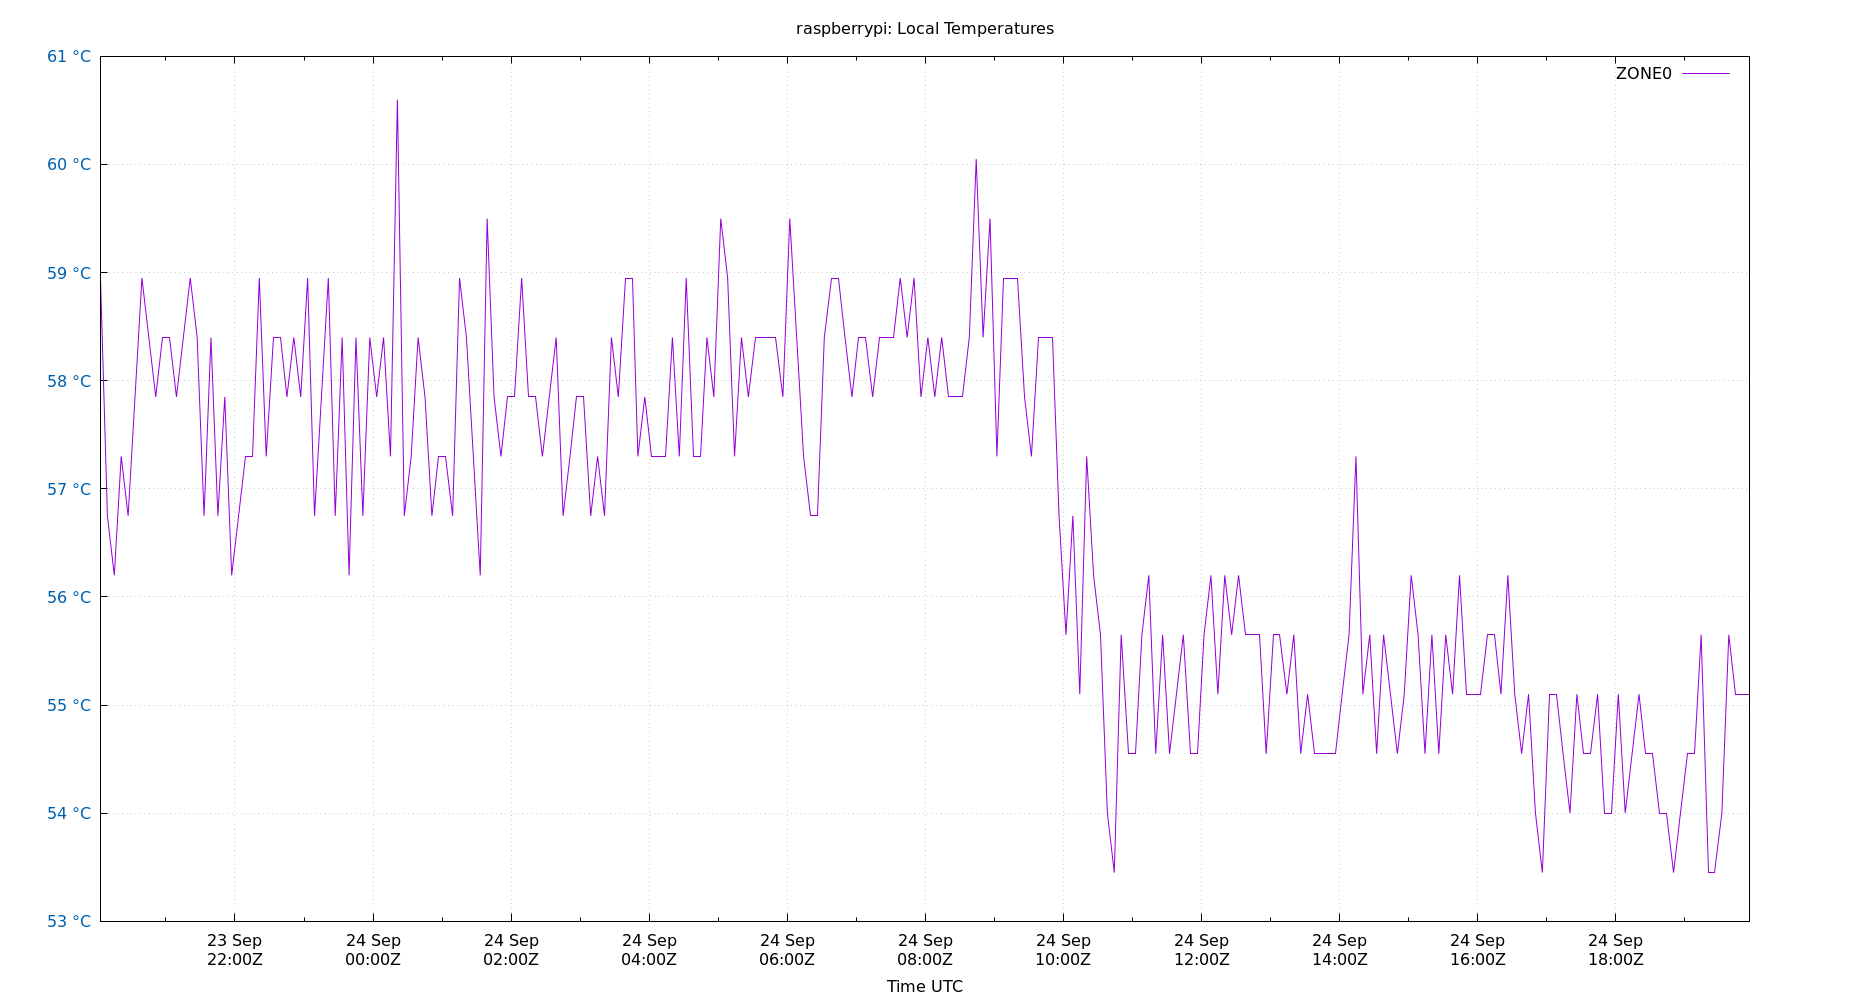 raspberrypi: Local Temperatures
61 °C
ZONE0
60 °C
59 °C
58 °C
57 °C
56 °C
55 °C
54 °C
53 °C
23 Sep 24 Sep 24 Sep 24 Sep 24 Sep 24 Sep 24 Sep 24 Sep 24 Sep 24 Sep 24 Sep
22:00Z 00:00Z 02:00Z 04:00Z 06:00Z 08:00Z 10:00Z 12:00Z 14:00Z 16:00Z 18:00Z
Time UTC